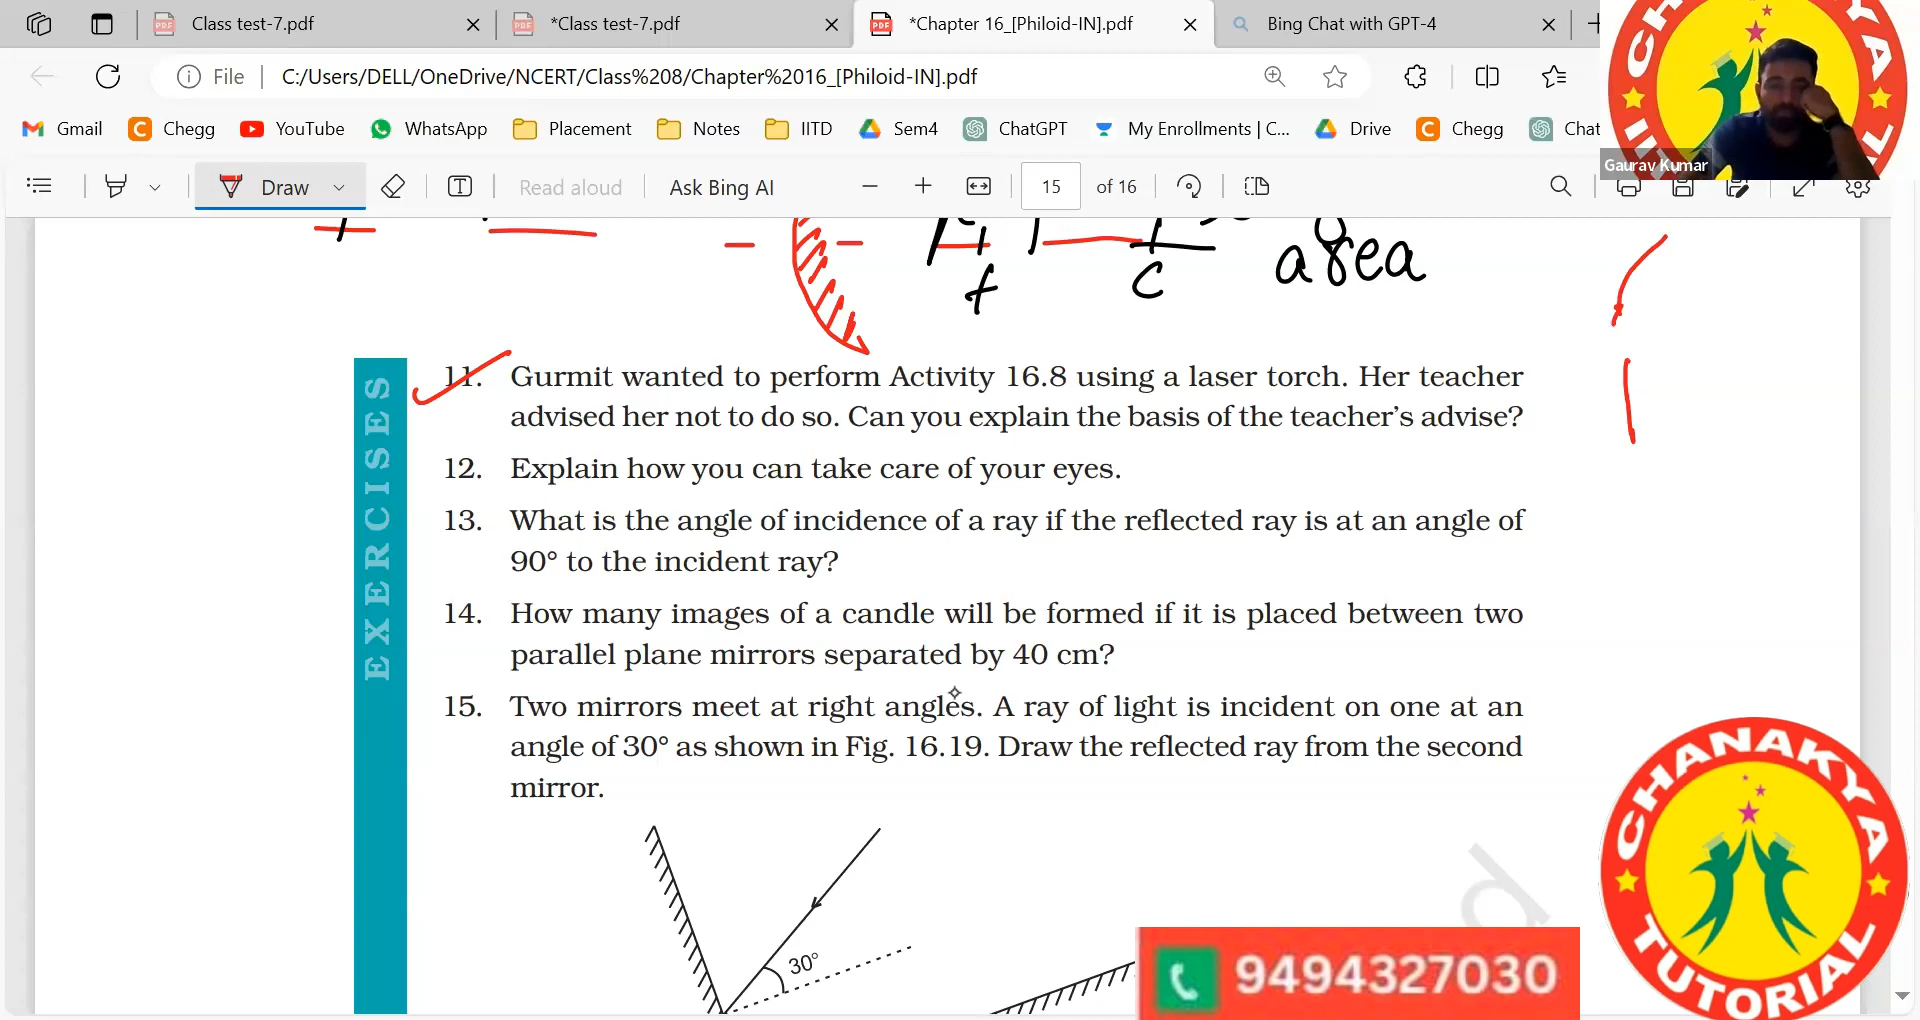 Class test-7.pdf
*Class test-7.pdf
*Chapter 16_[Philoid-IN].pdf
Bing Chat with GPT-4
File
C:/Users/DELL/OneDrive/NCERT/Class%208/Chapter%2016_[Philoid-IN].pdf
Gmail
Chegg
YouTube
WhatsApp
Placement
Notes
IITD
Sem4
ChatGPT
My Enrollments | C...
Drive
Chegg
Chat
Gaurav Kumar
Draw
Read aloud
Ask Bing AI
15
of 16
f
c
area
EXERCISES
11. Gurmit wanted to perform Activity 16.8 using a laser torch. Her teacher
advised her not to do so. Can you explain the basis of the teacher's advise?
12. Explain how you can take care of your eyes.
13. What is the angle of incidence of a ray if the reflected ray is at an angle of
90° to the incident ray?
14. How many images of a candle will be formed if it is placed between two
parallel plane mirrors separated by 40 cm?
15. Two mirrors meet at right angles. A ray of light is incident on one at an
angle of 30° as shown in Fig. 16.19. Draw the reflected ray from the second
mirror.
30°
d
9494327030
CHANAKYA
TUTORIAL